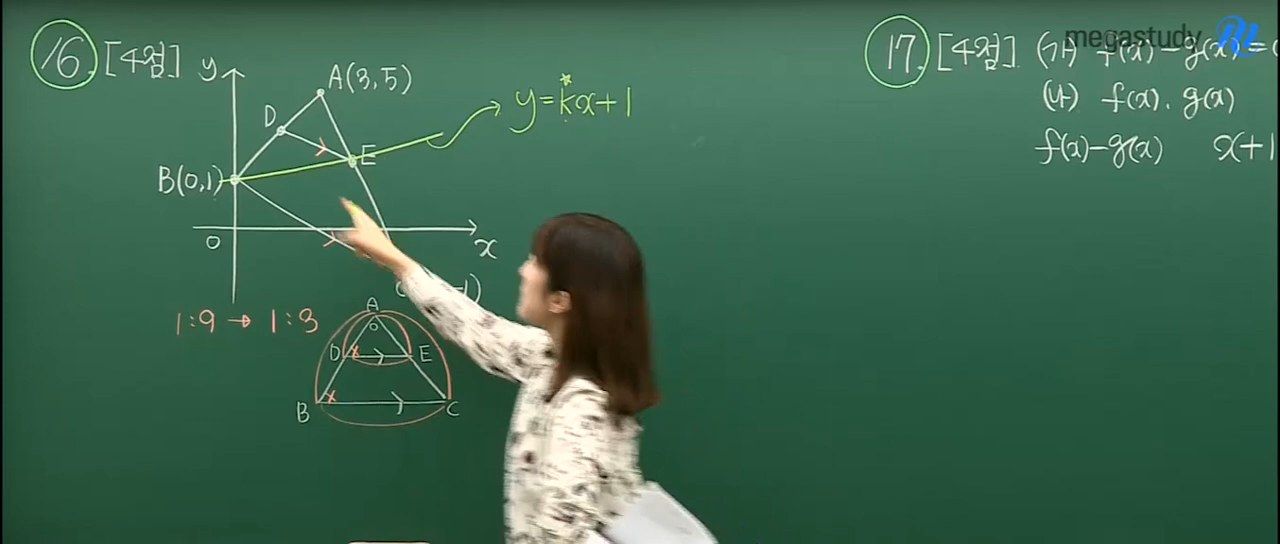 16. [4점]
y
A(3,5)
D
E
y=kx+1
B(0,1)
0
x
1:9 → 1:3
A
D
E
B
C
17. [4점] (가) f(x)-g(x)=
(나) f(x), g(x)
f(x)-g(x) x+1
megastudy